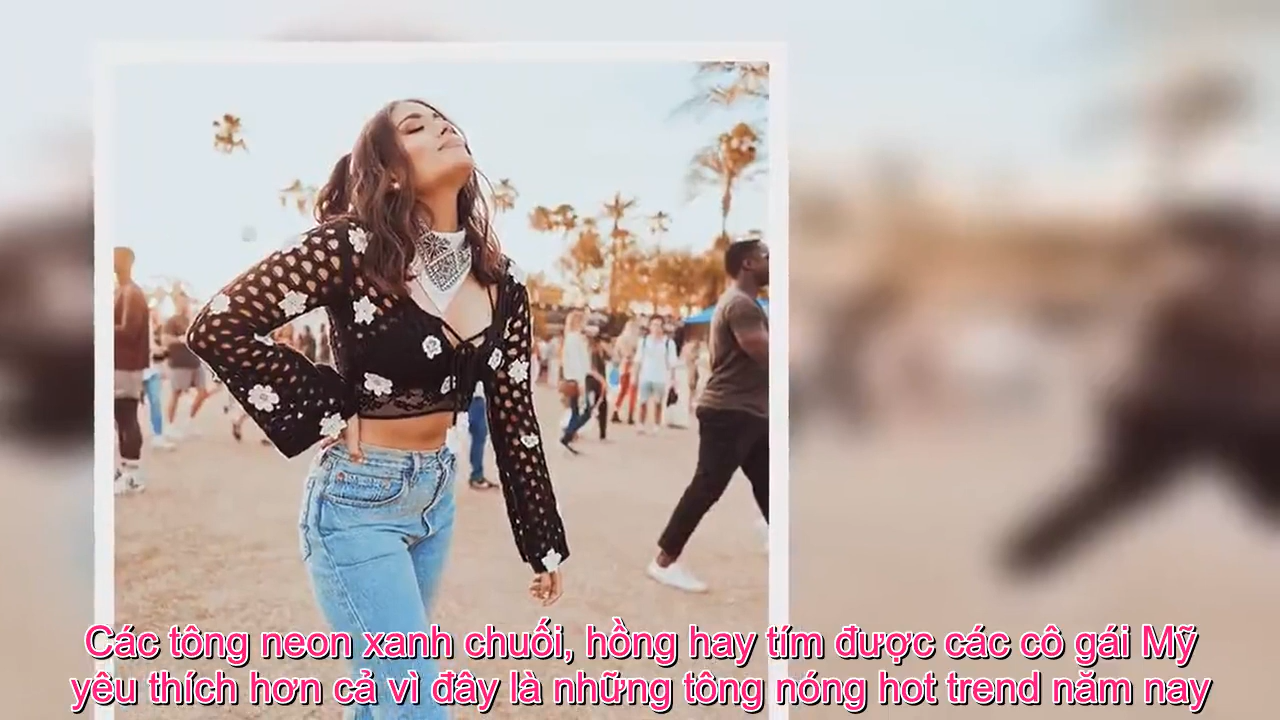 Các tông neon xanh chuối, hồng hay tím được các cô gái Mỹ
yêu thích hơn cả vì đây là những tông nóng hot trend năm nay